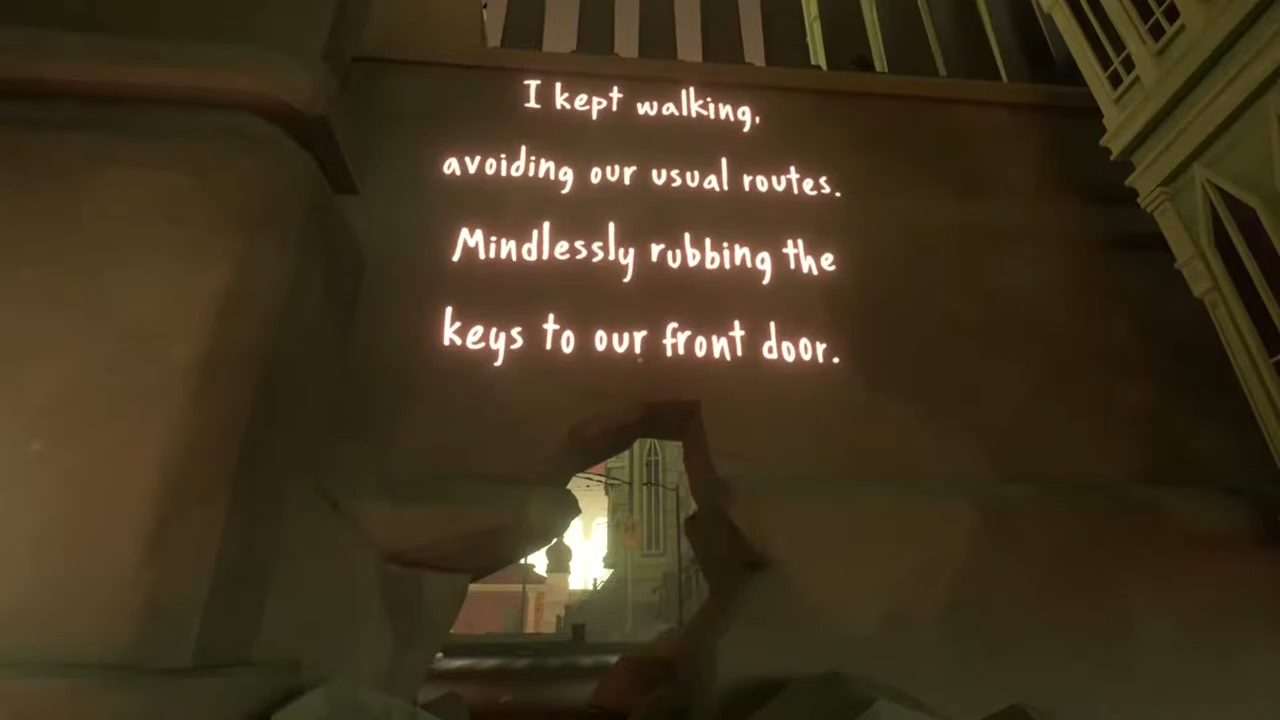 I kept walking,
avoiding our usual routes.
Mindlessly rubbing the
keys to our front door.